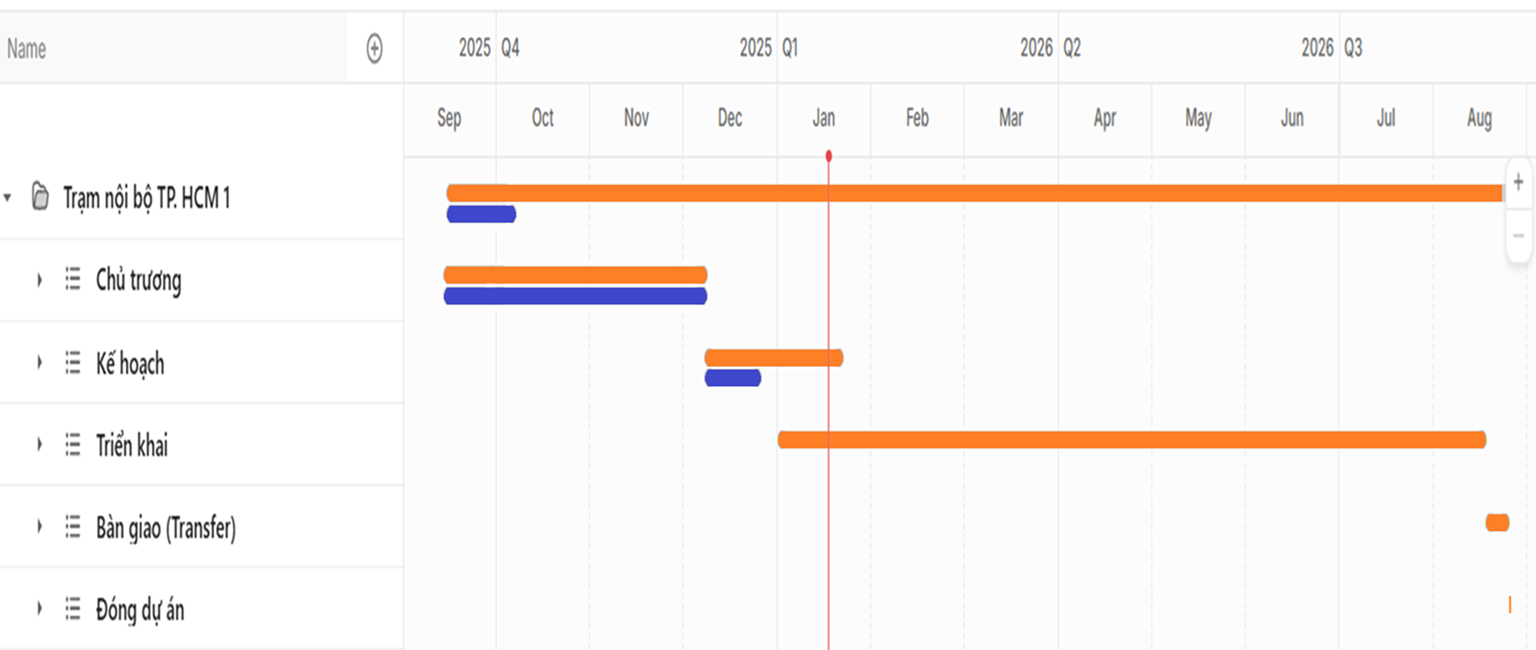 Name
2025 Q4 2025 Q1 2026 Q2 2026 Q3
Sep Oct Nov Dec Jan Feb Mar Apr May Jun Jul Aug
Trạm nội bộ TP. HCM 1
Chủ trương
Kế hoạch
Triển khai
Bàn giao (Transfer)
Đóng dự án